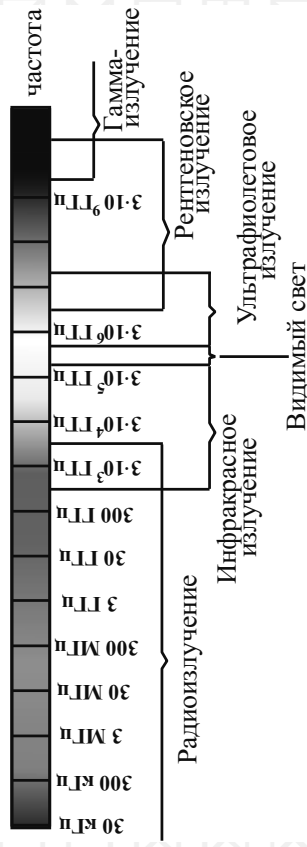 частота
30 кГц
300 кГц
3 МГц
30 МГц
300 МГц
3 ГГц
30 ГГц
300 ГГц
3·10³ ГГц
3·10⁴ ГГц
3·10⁵ ГГц
3·10⁶ ГГц
3·10⁹ ГГц
Радиоизлучение
Инфракрасное
излучение
Видимый свет
Ультрафиолетовое
излучение
Рентгеновское
излучение
Гамма-
излучение